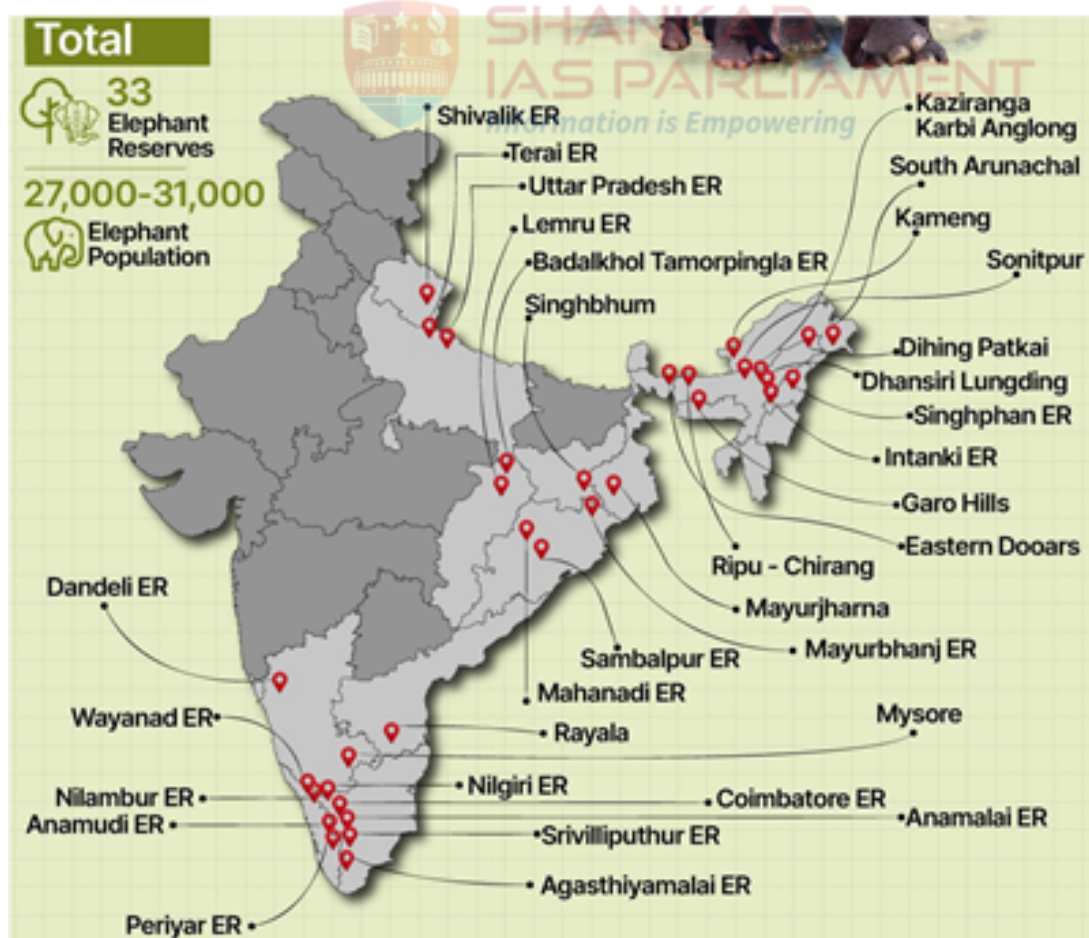 SHANKAR
IAS PARLIAMENT
Information is Empowering
Total
33
Elephant
Reserves
27,000-31,000
Elephant
Population
Shivalik ER
Terai ER
Uttar Pradesh ER
Lemru ER
Badalkhol Tamorpingla ER
Singhbhum
Kaziranga
Karbi Anglong
South Arunachal
Kameng
Sonitpur
Dihing Patkai
Dhansiri Lungding
Singhphan ER
Intanki ER
Garo Hills
Eastern Dooars
Ripu - Chirang
Mayurjharna
Mayurbhanj ER
Sambalpur ER
Mahanadi ER
Dandeli ER
Wayanad ER
Rayala
Mysore
Nilgiri ER
Nilambur ER
Coimbatore ER
Anamudi ER
Anamalai ER
Srivilliputhur ER
Agasthiyamalai ER
Periyar ER